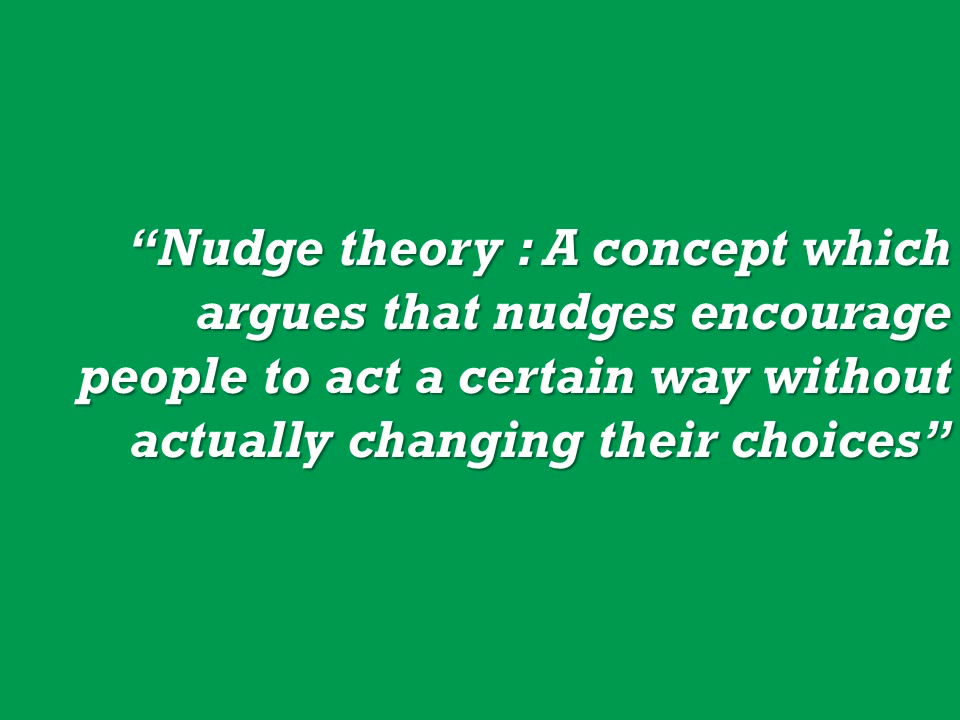 “Nudge theory : A concept which
argues that nudges encourage
people to act a certain way without
actually changing their choices”